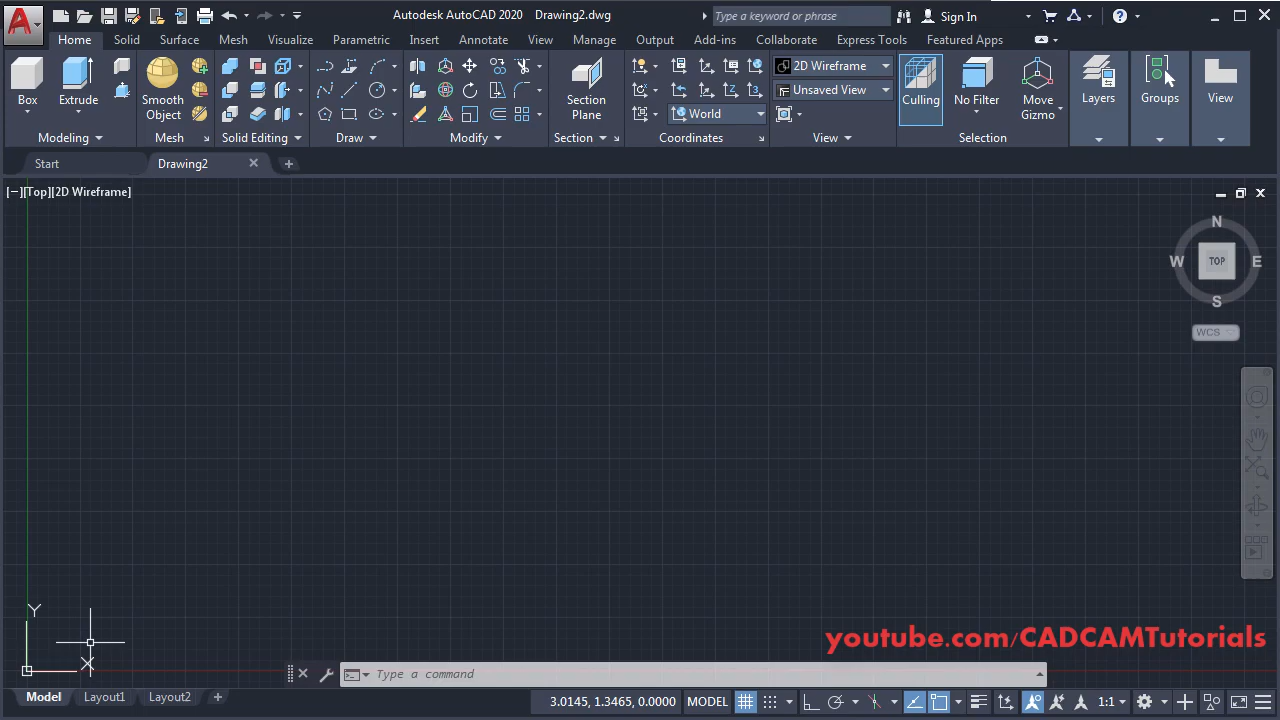 Autodesk AutoCAD 2020 Drawing2.dwg
Type a keyword or phrase
Sign In
Home Solid Surface Mesh Visualize Parametric Insert Annotate View Manage Output Add-ins Collaborate Express Tools Featured Apps
Box
Extrude
Smooth
Object
Section
Plane
World
2D Wireframe
Unsaved View
Culling
No Filter
Move
Gizmo
Layers
Groups
View
Modeling
Mesh
Solid Editing
Draw
Modify
Section
Coordinates
View
Selection
Start
Drawing2
[−][Top][2D Wireframe]
N
W
TOP
E
S
WCS
Y
X
youtube.com/CADCAMTutorials
Type a command
Model
Layout1
Layout2
3.0145, 1.3465, 0.0000
MODEL
1:1